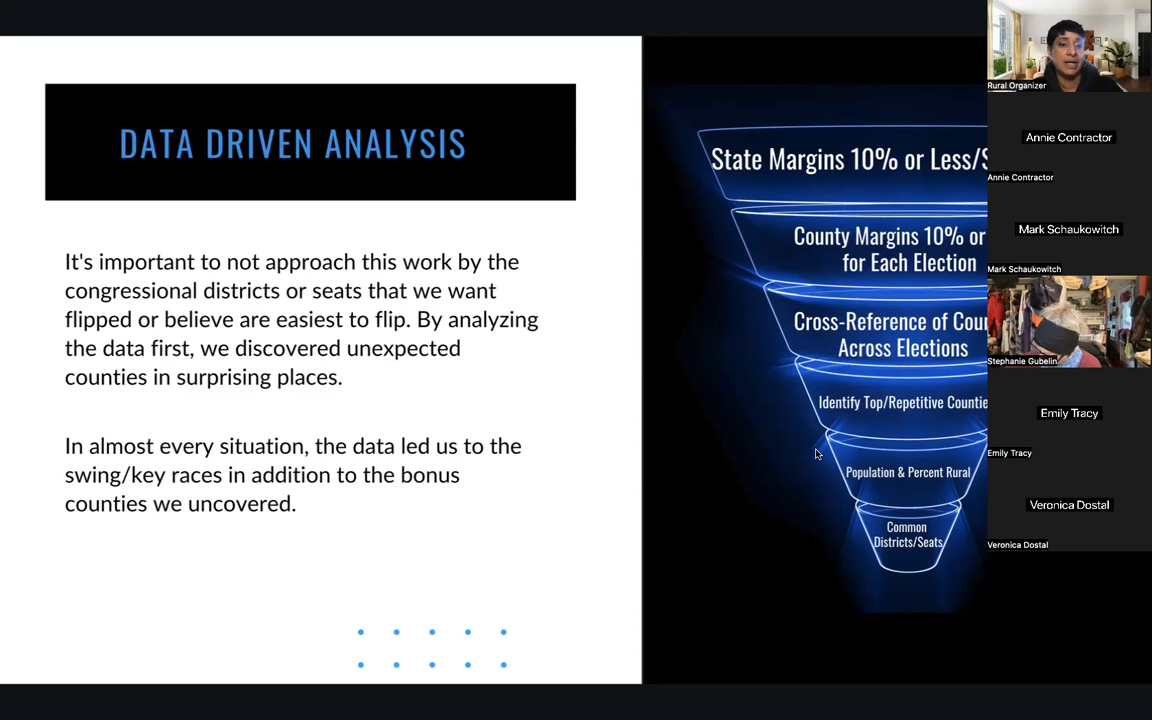 DATA DRIVEN ANALYSIS
It's important to not approach this work by the
congressional districts or seats that we want
flipped or believe are easiest to flip. By analyzing
the data first, we discovered unexpected
counties in surprising places.
In almost every situation, the data led us to the
swing/key races in addition to the bonus
counties we uncovered.
State Margins 10% or Less/S
County Margins 10% or
for Each Election
Cross-Reference of Cou
Across Elections
Identify Top/Repetitive Countie
Population & Percent Rural
Common
Districts/Seats
Rural Organizer
Annie Contractor
Annie Contractor
Mark Schaukowitch
Mark Schaukowitch
Stephanie Gubelin
Emily Tracy
Emily Tracy
Veronica Dostal
Veronica Dostal